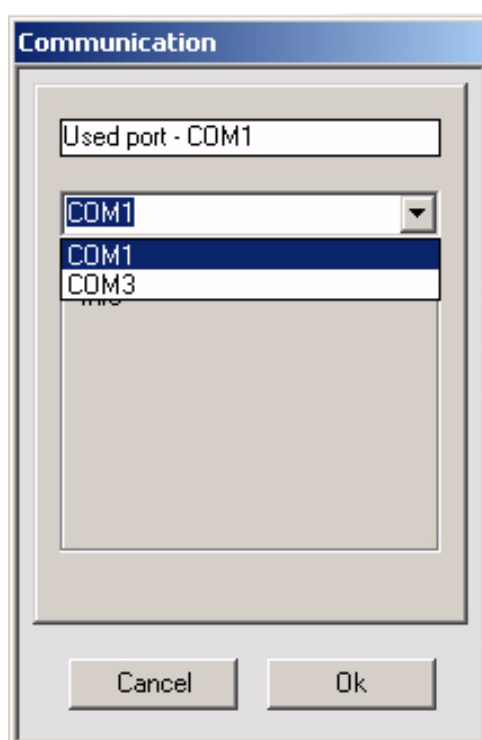 Communication
Used port - COM1
COM1
COM1
COM3
Cancel
Ok